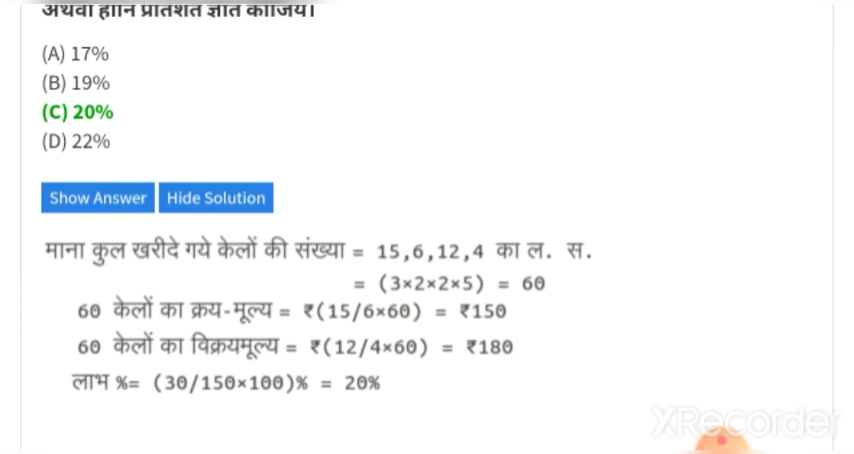 अथवा हानि प्रतिशत ज्ञात कीजिये।
(A) 17%
(B) 19%
(C) 20%
(D) 22%
Show Answer Hide Solution
माना कुल खरीदे गये केलों की संख्या = 15,6,12,4 का ल. स.
= (3×2×2×5) = 60
60 केलों का क्रय-मूल्य = ₹(15/6×60) = ₹150
60 केलों का विक्रयमूल्य = ₹(12/4×60) = ₹180
लाभ %= (30/150×100)% = 20%
XRecorder